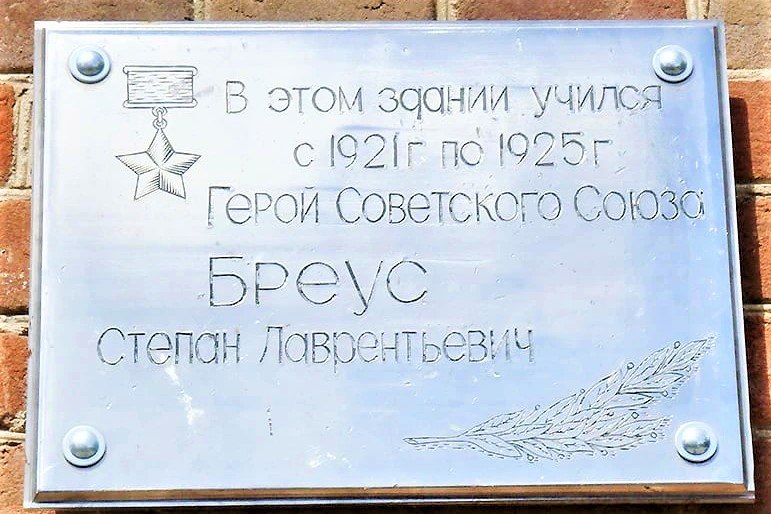 В этом здании учился
с 1921г по 1925г
Герой Советского Союза
Бреус
Степан Лаврентьевич